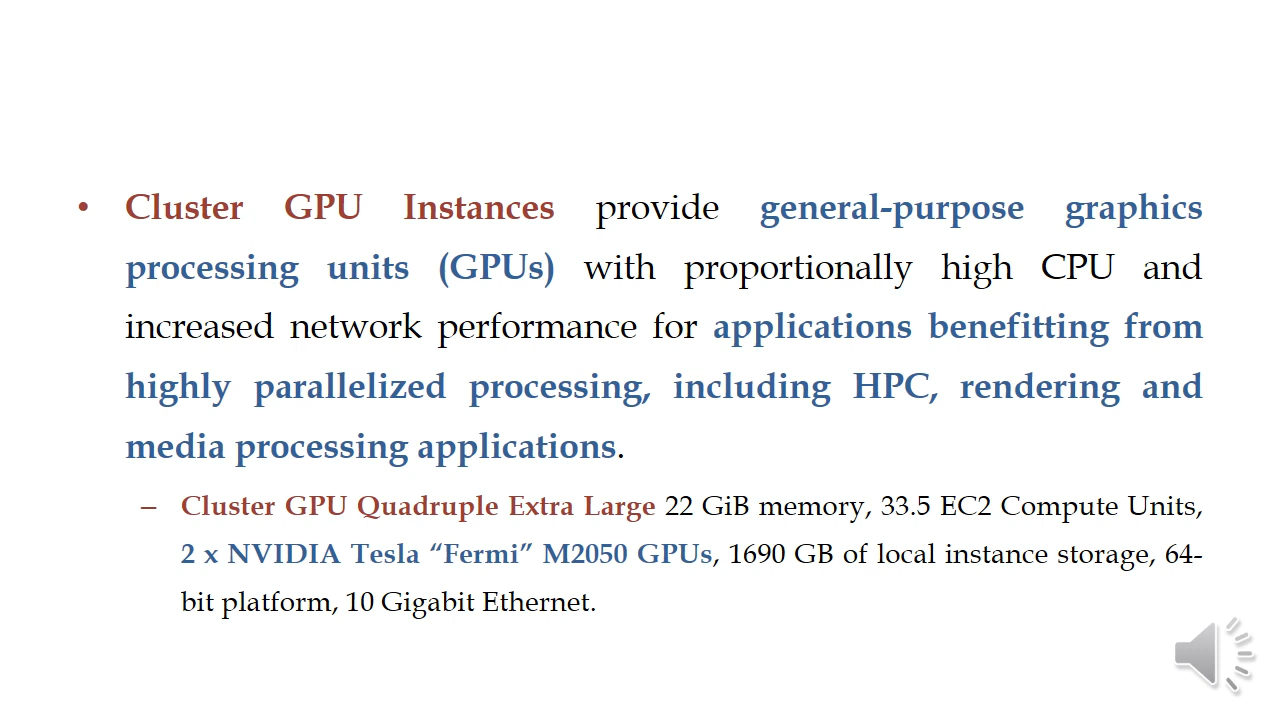 • Cluster GPU Instances provide general-purpose graphics
processing units (GPUs) with proportionally high CPU and
increased network performance for applications benefitting from
highly parallelized processing, including HPC, rendering and
media processing applications.
– Cluster GPU Quadruple Extra Large 22 GiB memory, 33.5 EC2 Compute Units,
2 x NVIDIA Tesla “Fermi” M2050 GPUs, 1690 GB of local instance storage, 64-
bit platform, 10 Gigabit Ethernet.